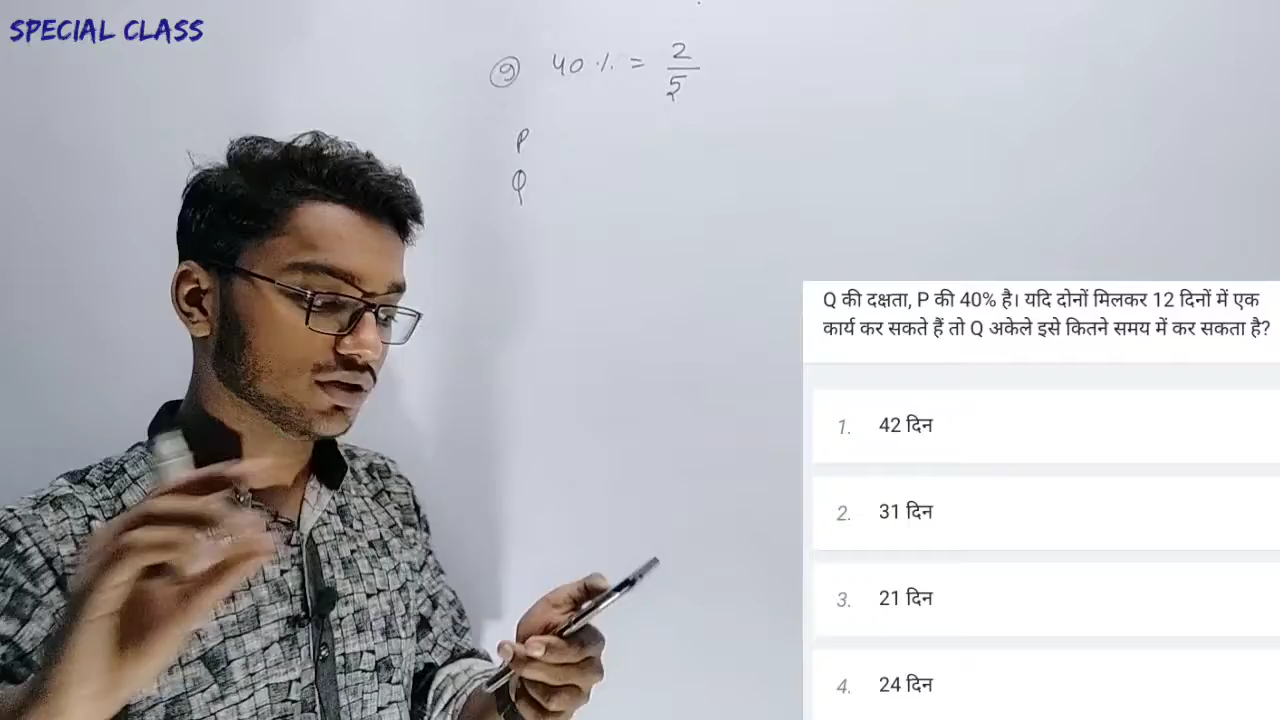 SPECIAL CLASS
9 40% = 2/5
P
Q
Q की दक्षता, P की 40% है। यदि दोनों मिलकर 12 दिनों में एक
कार्य कर सकते हैं तो Q अकेले इसे कितने समय में कर सकता है?
1. 42 दिन
2. 31 दिन
3. 21 दिन
4. 24 दिन